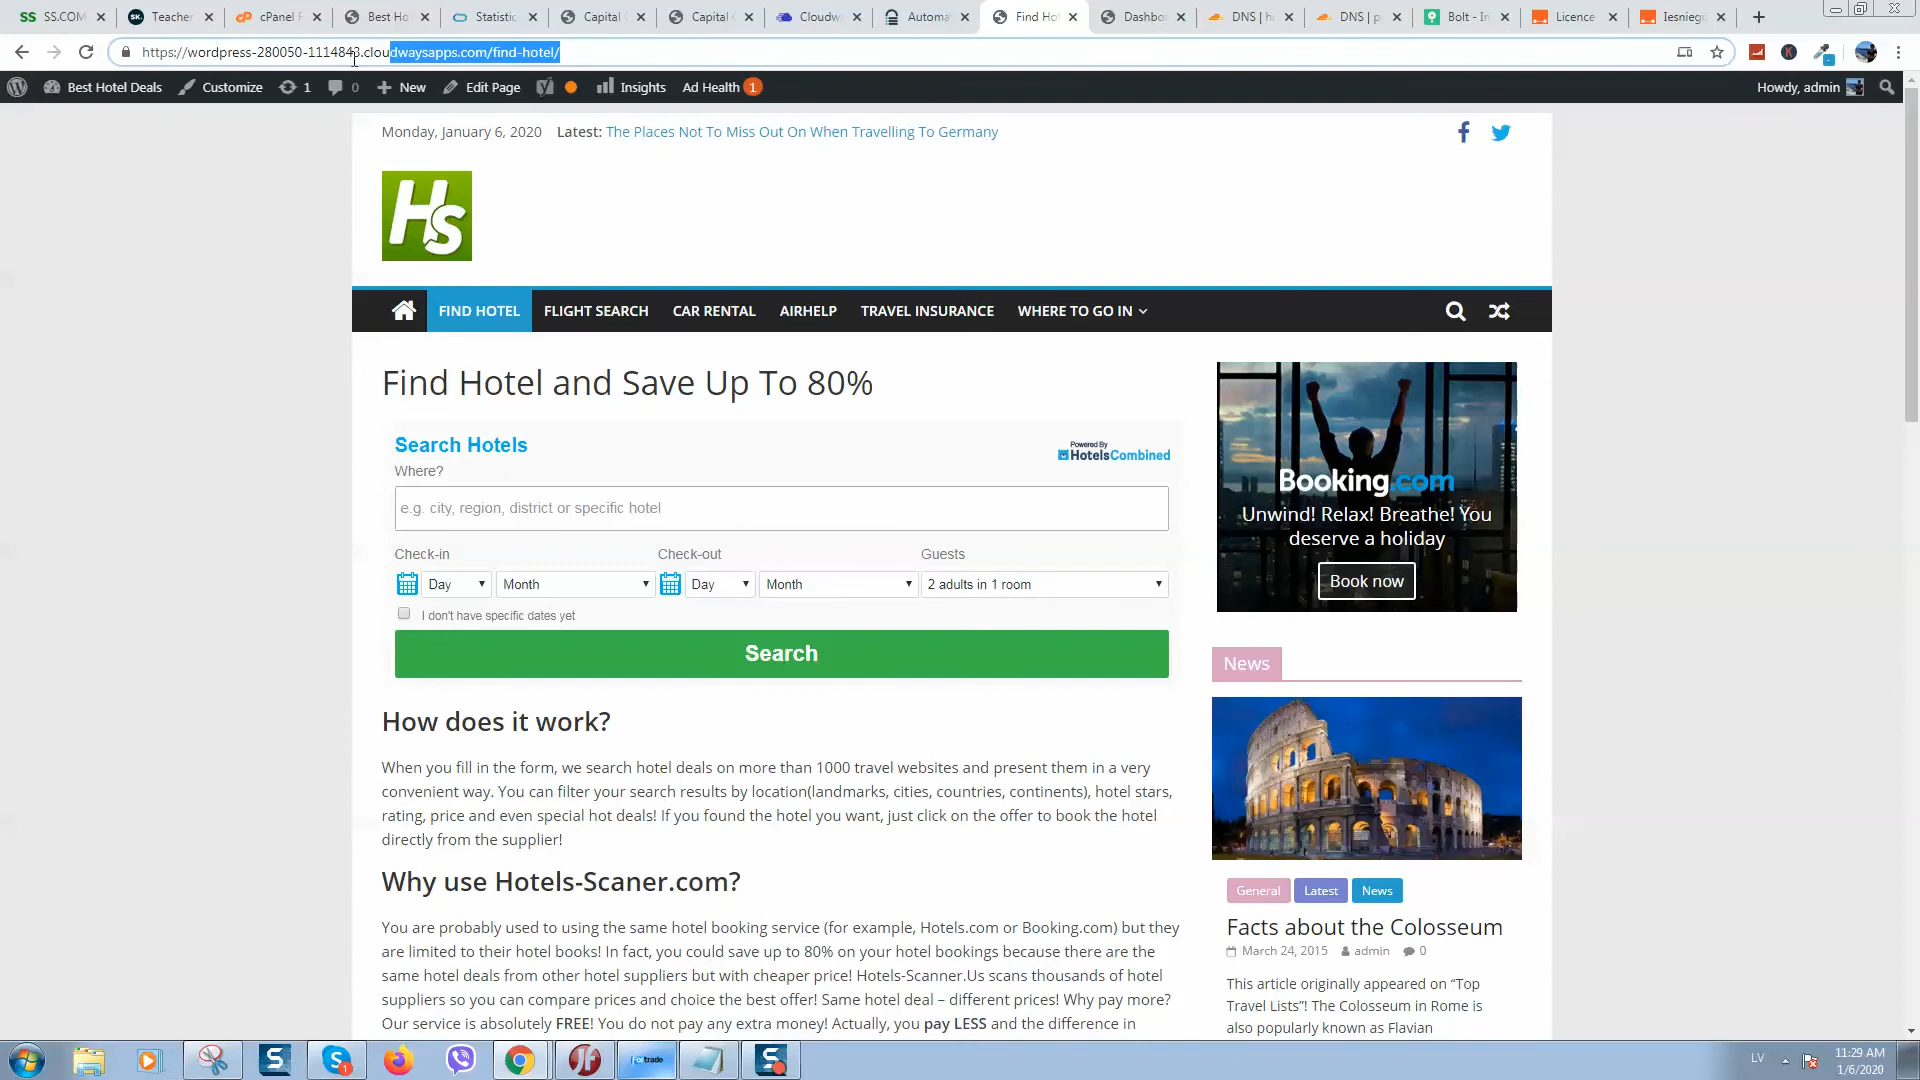 SS.COM
Teacher
cPanel F
Best Ho
Statistic
Capital
Capital
Cloudwa
Automa
Find Hot
Dashbo
DNS | h
DNS | p
Bolt - In
Licence
Iesniegu
https://wordpress-280050-1114843.cloudwaysapps.com/find-hotel/
Best Hotel Deals
Customize
1
0
New
Edit Page
Insights
Ad Health 1
Howdy, admin
Monday, January 6, 2020
Latest: The Places Not To Miss Out On When Travelling To Germany
Hs
FIND HOTEL
FLIGHT SEARCH
CAR RENTAL
AIRHELP
TRAVEL INSURANCE
WHERE TO GO IN
Find Hotel and Save Up To 80%
Search Hotels
Powered By
HotelsCombined
Where?
e.g. city, region, district or specific hotel
Check-in
Check-out
Guests
Day
Month
Day
Month
2 adults in 1 room
I don't have specific dates yet
Search
How does it work?
When you fill in the form, we search hotel deals on more than 1000 travel websites and present them in a very
convenient way. You can filter your search results by location(landmarks, cities, countries, continents), hotel stars,
rating, price and even special hot deals! If you found the hotel you want, just click on the offer to book the hotel
directly from the supplier!
Why use Hotels-Scaner.com?
You are probably used to using the same hotel booking service (for example, Hotels.com or Booking.com) but they
are limited to their hotel books! In fact, you could save up to 80% on your hotel bookings because there are the
same hotel deals from other hotel suppliers but with cheaper price! Hotels-Scanner.Us scans thousands of hotel
suppliers so you can compare prices and choice the best offer! Same hotel deal – different prices! Why pay more?
Our service is absolutely FREE! You do not pay any extra money! Actually, you pay LESS and the difference in
Booking.com
Unwind! Relax! Breathe! You
deserve a holiday
Book now
News
General
Latest
News
Facts about the Colosseum
March 24, 2015
admin
0
This article originally appeared on “Top
Travel Lists”! The Colosseum in Rome is
also popularly known as Flavian
Fortrade
LV
11:29 AM
1/6/2020